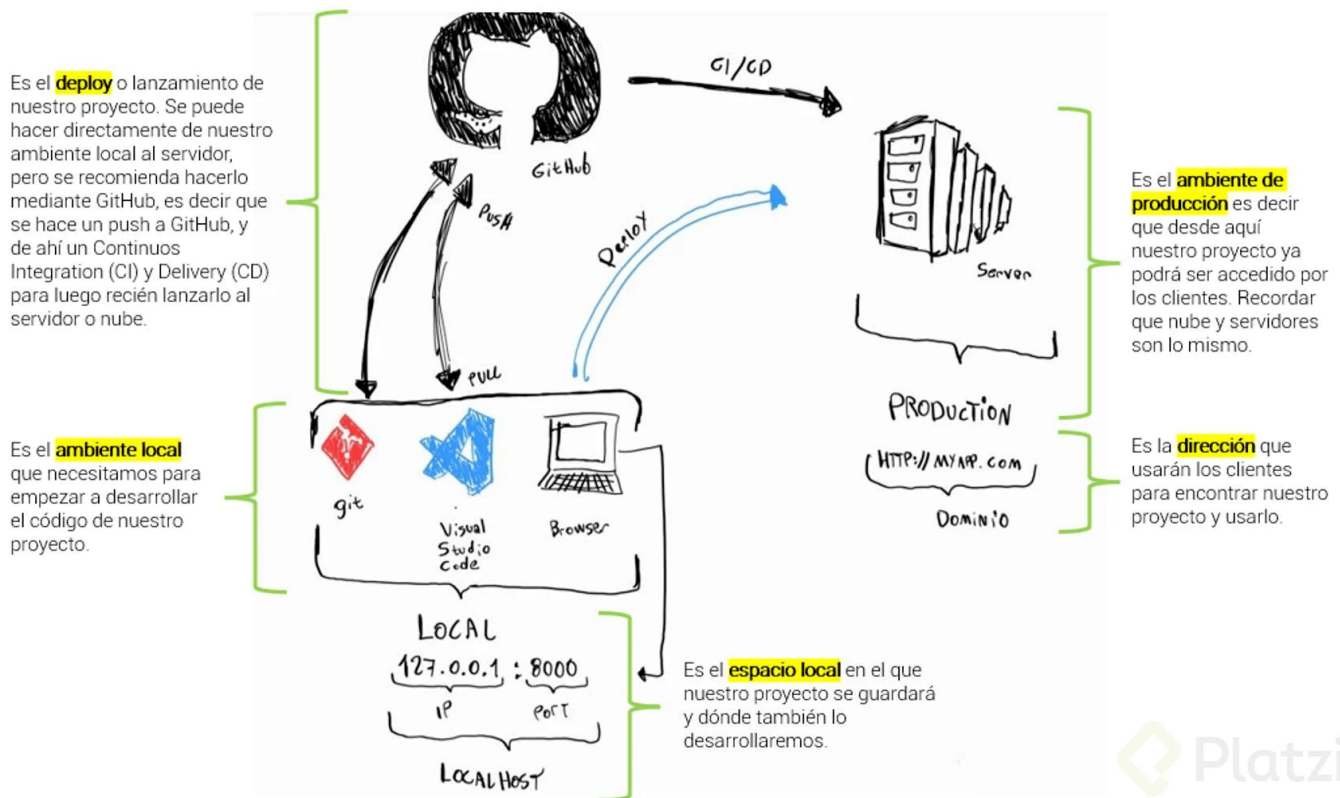 Es el deploy o lanzamiento de
nuestro proyecto. Se puede
hacer directamente de nuestro
ambiente local al servidor,
pero se recomienda hacerlo
mediante GitHub, es decir que
se hace un push a GitHub, y
de ahí un Continuos
Integration (CI) y Delivery (CD)
para luego recién lanzarlo al
servidor o nube.
GitHub
CI/CD
PUSH
PULL
Deploy
Server
PRODUCTION
HTTP://MYAPP.COM
DOMINIO
Es el ambiente de
producción es decir
que desde aquí
nuestro proyecto ya
podrá ser accedido por
los clientes. Recordar
que nube y servidores
son lo mismo.
Es la dirección que
usarán los clientes
para encontrar nuestro
proyecto y usarlo.
Es el ambiente local
que necesitamos para
empezar a desarrollar
el código de nuestro
proyecto.
git
Visual
Studio
Code
Browser
LOCAL
127.0.0.1 : 8000
IP
PORT
LOCALHOST
Es el espacio local en el que
nuestro proyecto se guardará
y dónde también lo
desarrollaremos.
Platzi